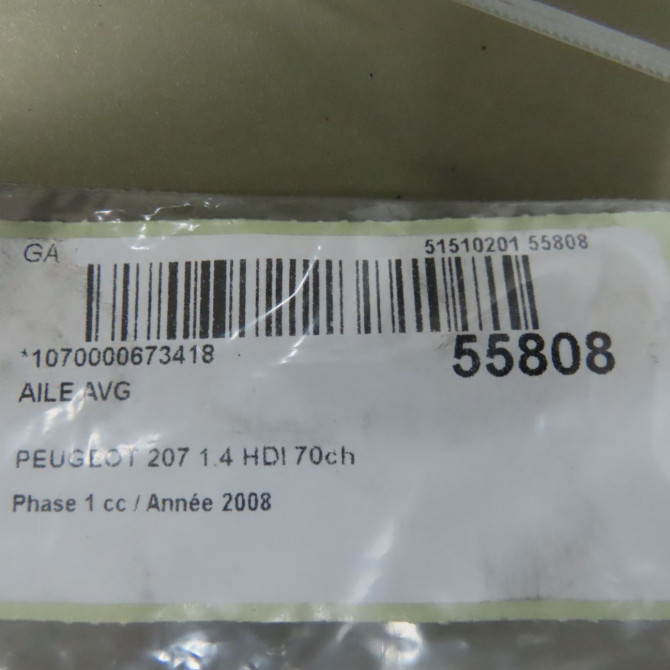 GA
51510201 55808
*1070000673418
55808
AILE AVG
PEUGEOT 207 1.4 HDI 70ch
Phase 1 cc / Année 2008